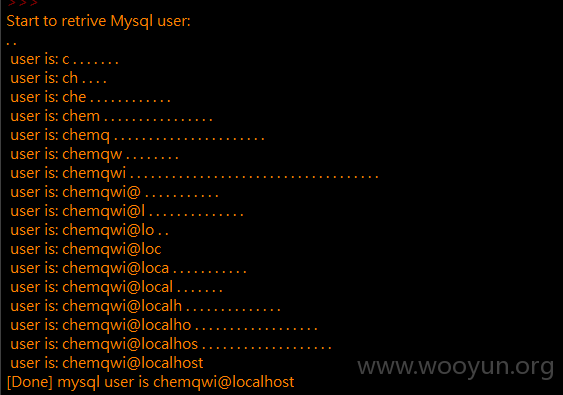 >>>
Start to retrive Mysql user:
. .
user is: c . . . . . . .
user is: ch . . . .
user is: che . . . . . . . . . . . .
user is: chem . . . . . . . . . . . . . . . .
user is: chemq . . . . . . . . . . . . . . . . . . . . . .
user is: chemqw . . . . . . . .
user is: chemqwi . . . . . . . . . . . . . . . . . . . . . . . . . . . . . . . . . . . .
user is: chemqwi@ . . . . . . . . . . .
user is: chemqwi@l . . . . . . . . . . . . . .
user is: chemqwi@lo . .
user is: chemqwi@loc
user is: chemqwi@loca . . . . . . . . . . .
user is: chemqwi@local . . . . . . .
user is: chemqwi@localh . . . . . . . . . . . . . .
user is: chemqwi@localho . . . . . . . . . . . . . . . . . .
user is: chemqwi@localhos . . . . . . . . . . . . . . . . . . .
user is: chemqwi@localhost
[Done] mysql user is chemqwi@localhost
www.wooyun.org